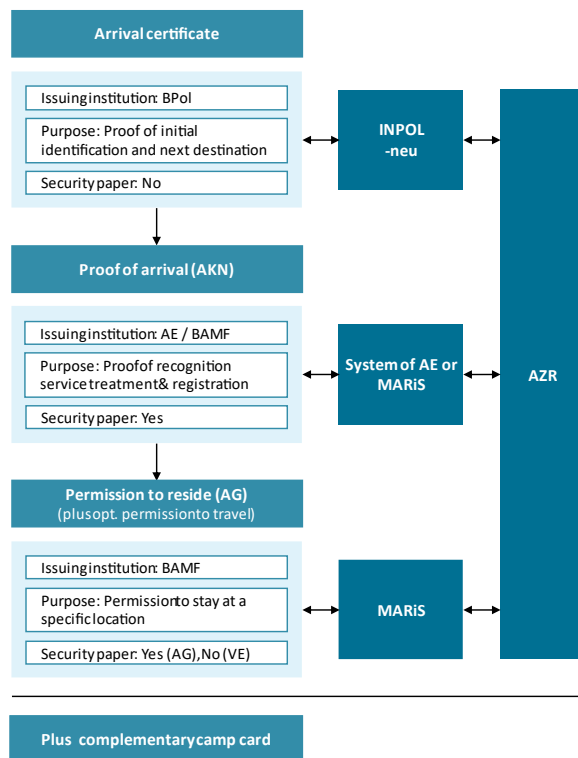 Arrival certificate
Issuing institution: BPol
Purpose: Proof of initial
identification and next destination
Security paper: No
INPOL
-neu
Proof of arrival (AKN)
Issuing institution: AE / BAMF
Purpose: Proof of recognition
service treatment & registration
Security paper: Yes
System of AE or
MARiS
AZR
Permission to reside (AG)
(plus opt. permission to travel)
Issuing institution: BAMF
Purpose: Permission to stay at a
specific location
Security paper: Yes (AG), No (VE)
MARiS
Plus complementary camp card